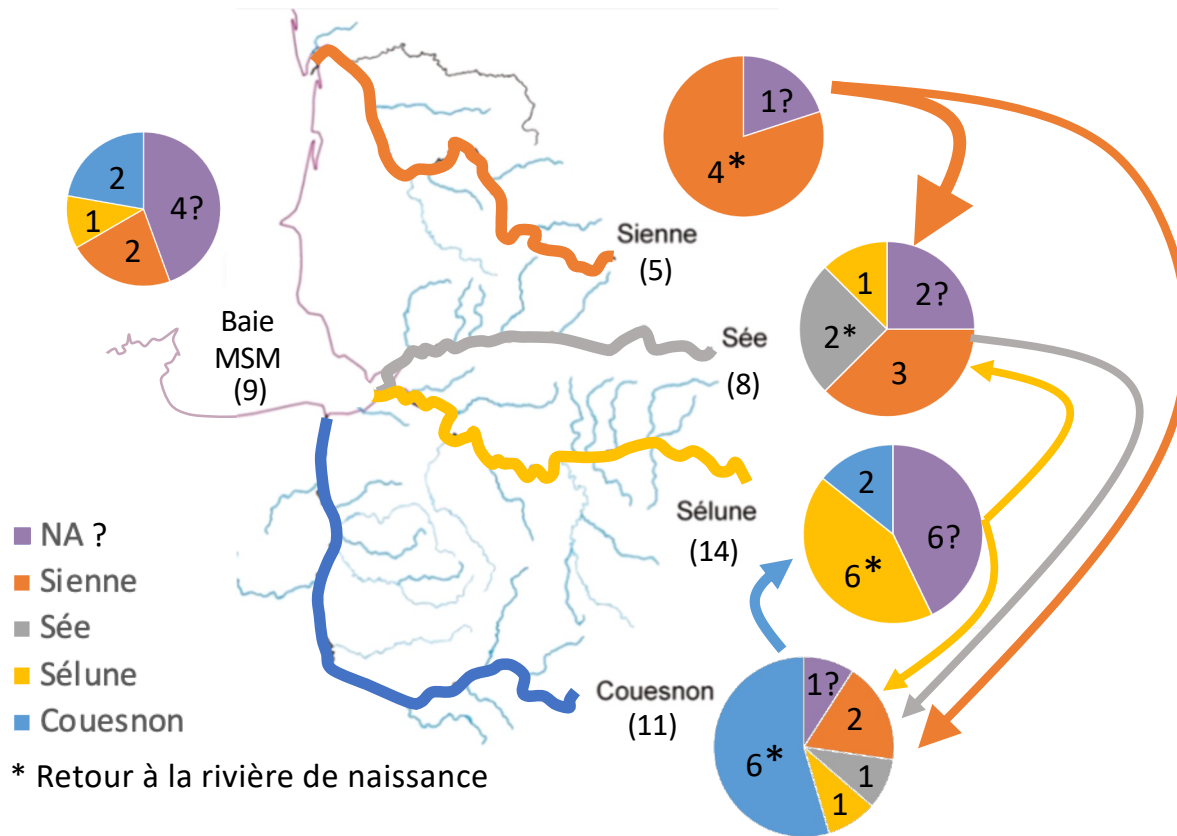 1?
4*
2
4?
1
2
Sienne
(5)
1
2?
2*
3
Baie
MSM
(9)
Sée
(8)
2
6?
6*
Sélune
(14)
NA ?
Sienne
Sée
Sélune
Couesnon
Couesnon
(11)
1?
2
6*
1
1
* Retour à la rivière de naissance